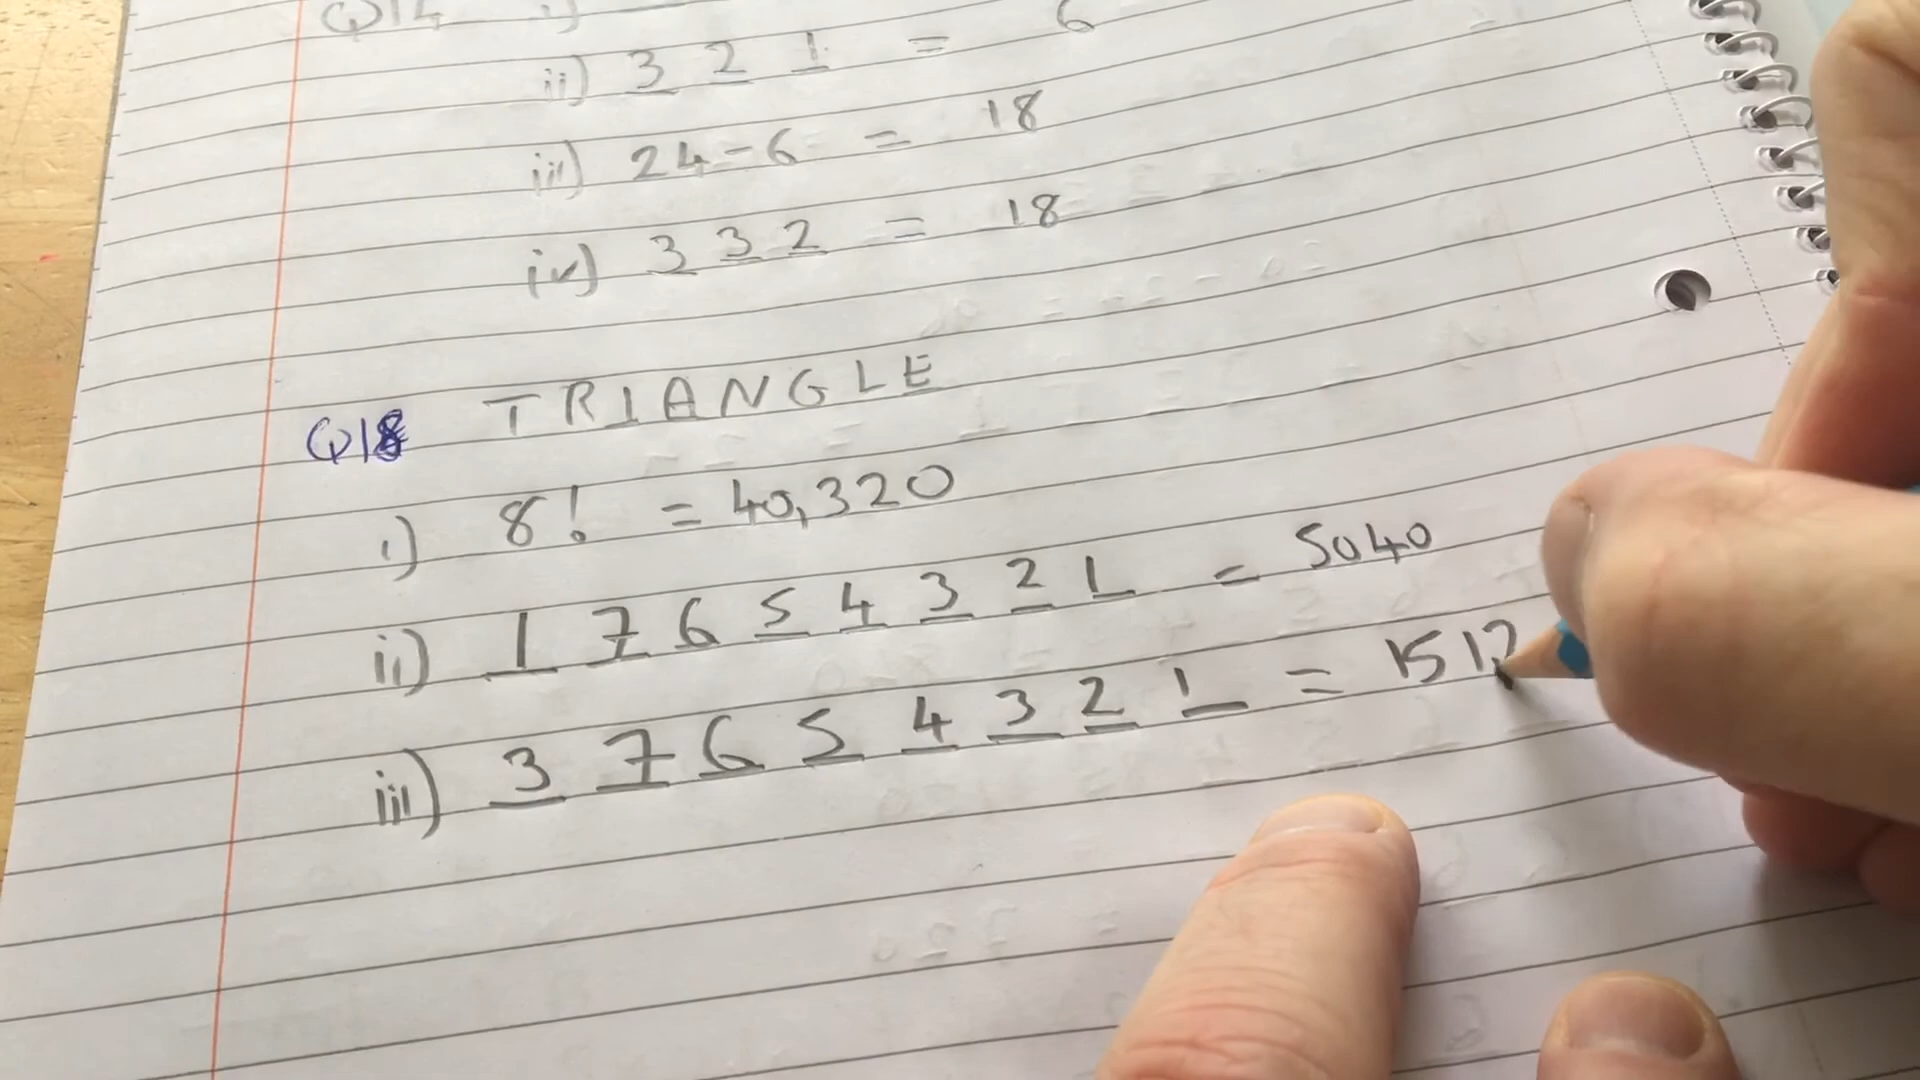 Q14 i)
ii) 3 2 1 = 6
iii) 24-6 = 18
iv) 3 3 2 = 18
Q18 TRIANGLE
i) 8! = 40,320
ii) 1 7 6 5 4 3 2 1 = 5040
iii) 3 7 6 5 4 3 2 1 = 1512